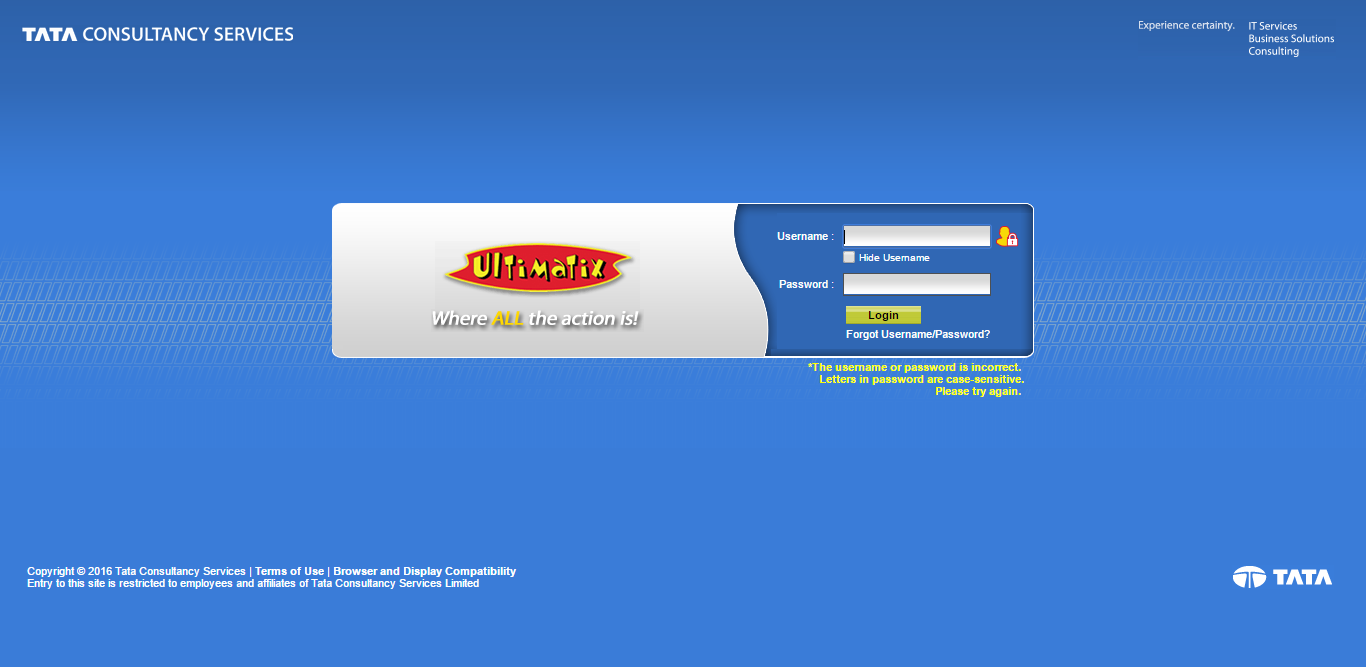 TATA CONSULTANCY SERVICES
Experience certainty.
IT Services
Business Solutions
Consulting
Ultimatix
Where ALL the action is!
Username :
Hide Username
Password :
Login
Forgot Username/Password?
*The username or password is incorrect.
Letters in password are case-sensitive.
Please try again.
Copyright © 2016 Tata Consultancy Services | Terms of Use | Browser and Display Compatibility
Entry to this site is restricted to employees and affiliates of Tata Consultancy Services Limited
TATA